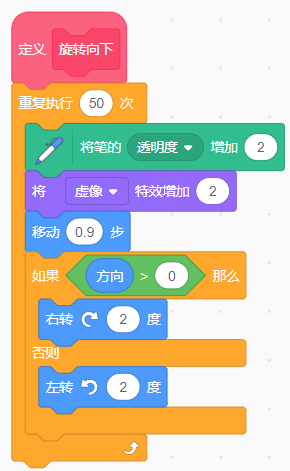 定义 旋转向下
重复执行 50 次
将笔的 透明度 增加 2
将 虚像 特效增加 2
移动 0.9 步
如果 方向 > 0 那么
右转 2 度
否则
左转 2 度